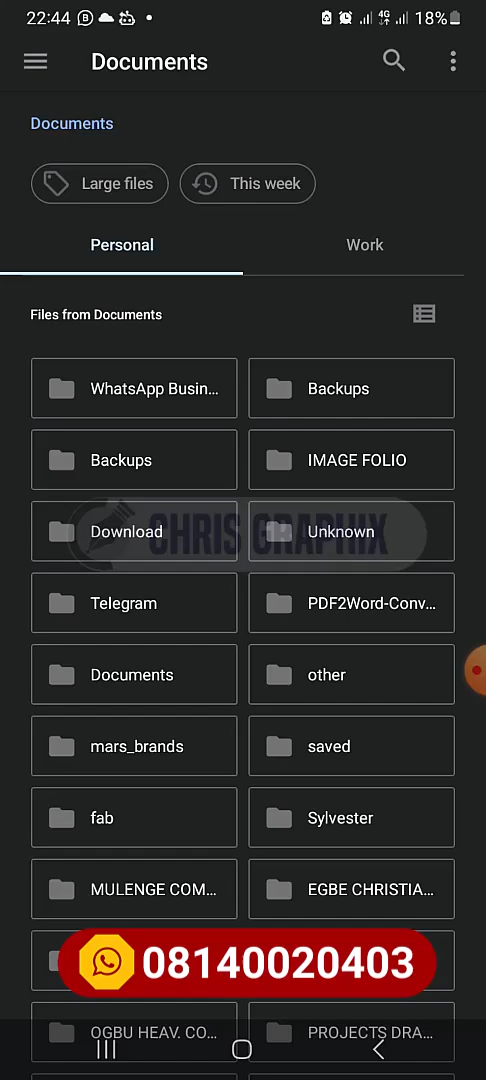 22:44 4G 18%
Documents
Documents
Large files This week
Personal Work
Files from Documents
WhatsApp Busin... Backups
Backups IMAGE FOLIO
Download Unknown
CHRIS GRAPHIX
Telegram PDF2Word-Conv...
Documents other
mars_brands saved
fab Sylvester
MULENGE COM... EGBE CHRISTIA...
08140020403
OGBU HEAV. CO... PROJECTS DRA...